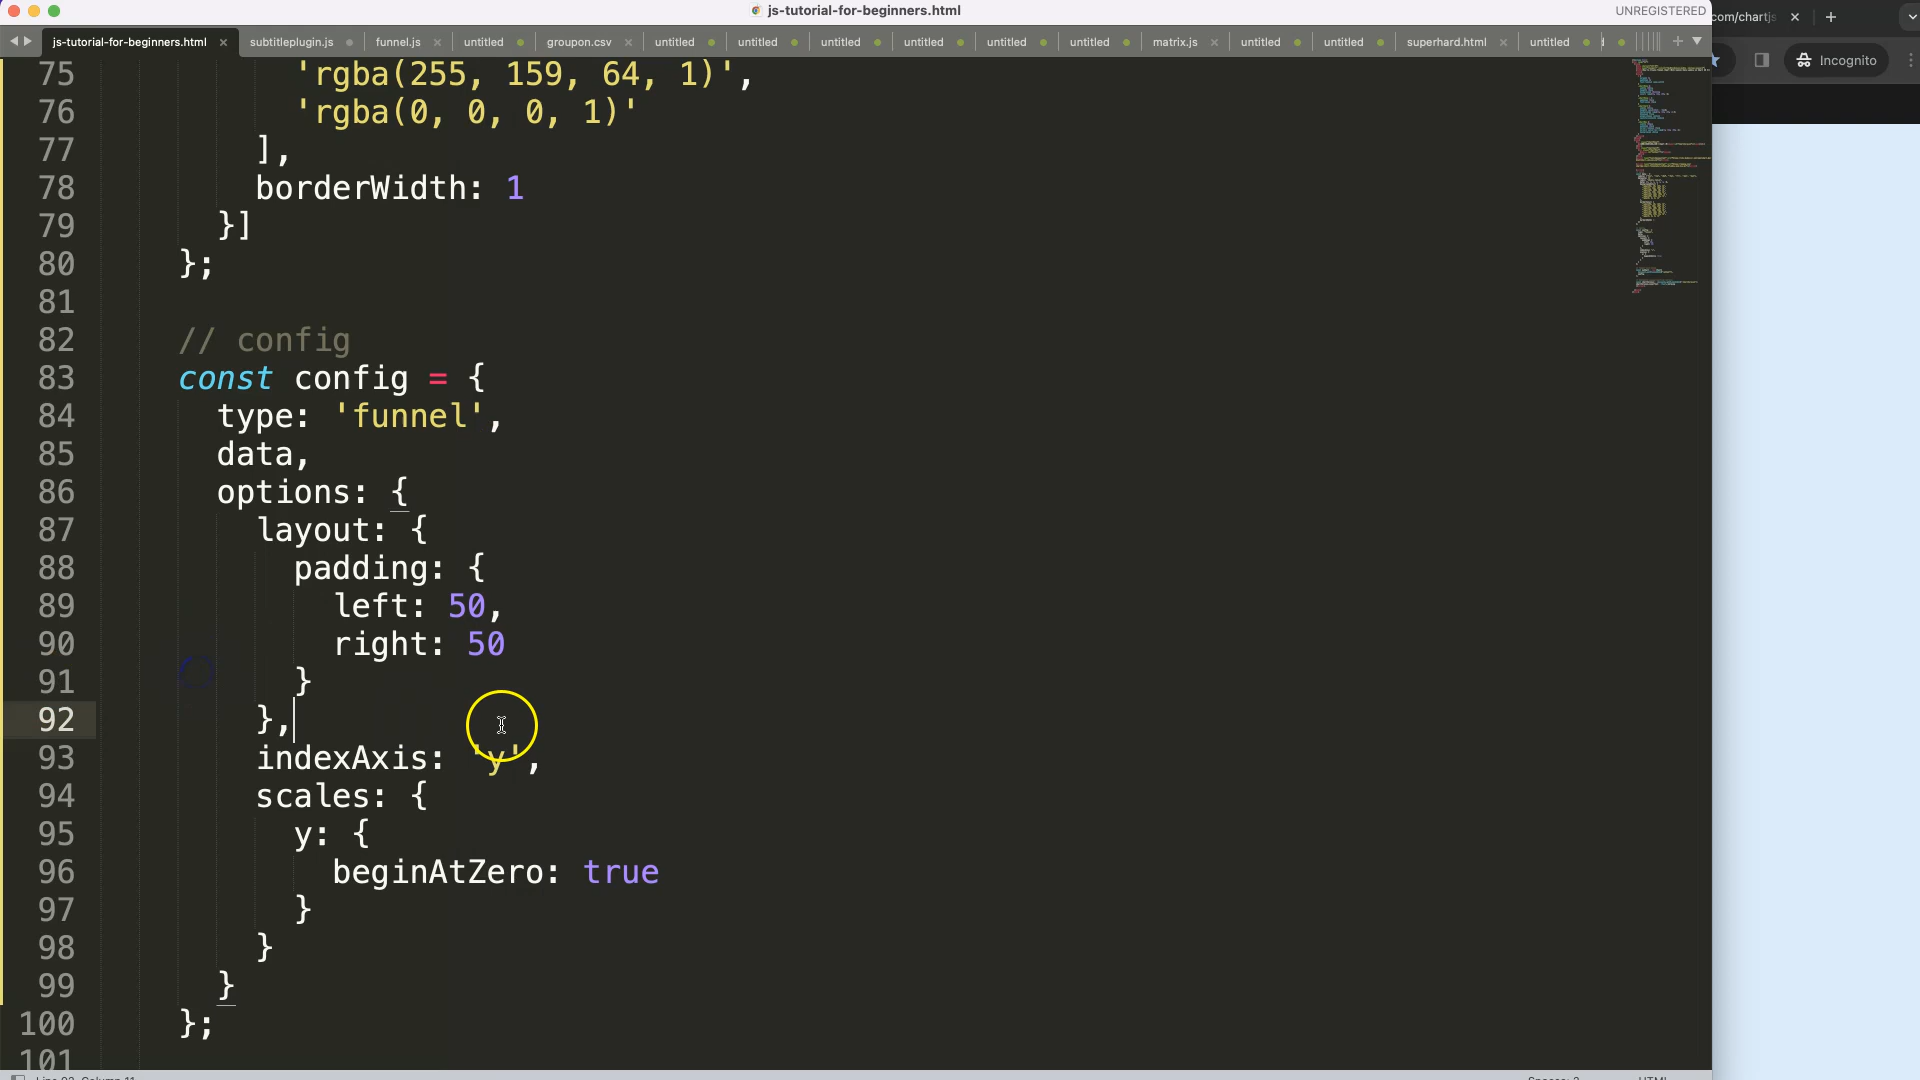 js-tutorial-for-beginners.html
UNREGISTERED
com/chartjs
js-tutorial-for-beginners.html subtitleplugin.js funnel.js untitled groupon.csv untitled untitled untitled untitled untitled untitled matrix.js untitled untitled superhard.html untitled
Incognito
75 'rgba(255, 159, 64, 1)',
76 'rgba(0, 0, 0, 1)'
77 ],
78 borderWidth: 1
79 }]
80 };
81
82 // config
83 const config = {
84 type: 'funnel',
85 data,
86 options: {
87 layout: {
88 padding: {
89 left: 50,
90 right: 50
91 }
92 },
93 indexAxis: 'y',
94 scales: {
95 y: {
96 beginAtZero: true
97 }
98 }
99 }
100 };
101